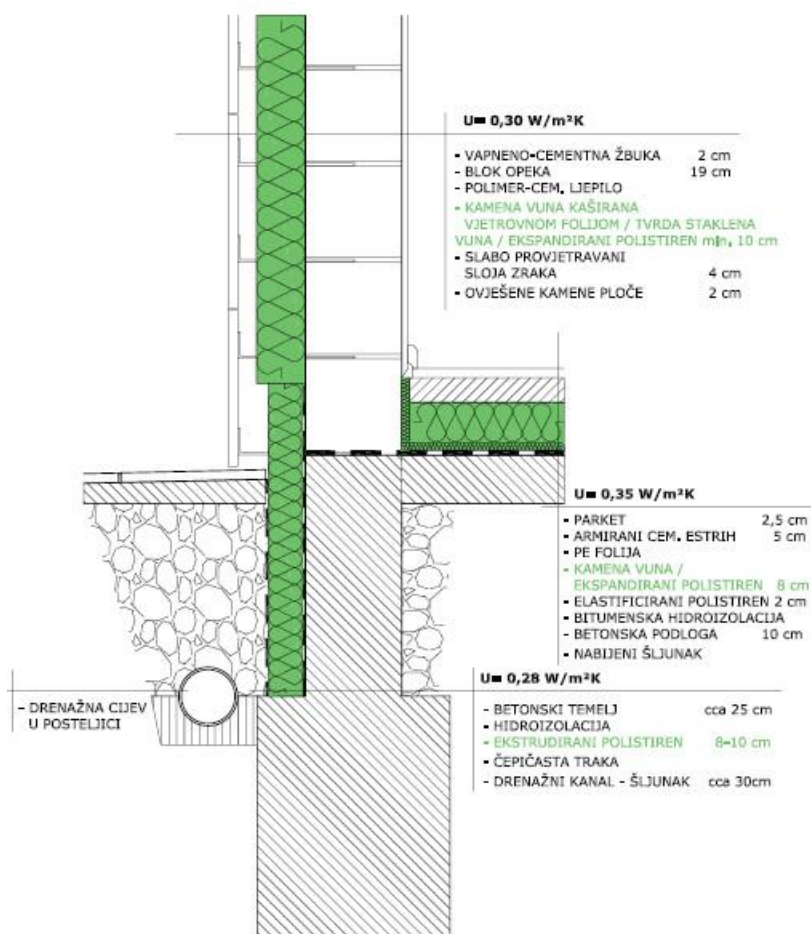 U= 0,30 W/m²K
- VAPNENO-CEMENTNA ŽBUKA 2 cm
- BLOK OPEKA 19 cm
- POLIMER-CEM. LJEPILO
- KAMENA VUNA KAŠIRANA
VJETROVNOM FOLIJOM / TVRDA STAKLENA
VUNA / EKSPANDIRANI POLISTIREN min. 10 cm
- SLABO PROVJETRAVANI
SLOJA ZRAKA 4 cm
- OVJEŠENE KAMENE PLOČE 2 cm
U= 0,35 W/m²K
- PARKET 2,5 cm
- ARMIRANI CEM. ESTRIH 5 cm
- PE FOLIJA
- KAMENA VUNA /
EKSPANDIRANI POLISTIREN 8 cm
- ELASTIFICIRANI POLISTIREN 2 cm
- BITUMENSKA HIDROIZOLACIJA
- BETONSKA PODLOGA 10 cm
- NABIJENI ŠLJUNAK
U= 0,28 W/m²K
- BETONSKI TEMELJ cca 25 cm
- HIDROIZOLACIJA
- EKSTRUDIRANI POLISTIREN 8-10 cm
- ČEPIČASTA TRAKA
- DRENAŽNI KANAL - ŠLJUNAK cca 30cm
- DRENAŽNA CIJEV
U POSTELJICI